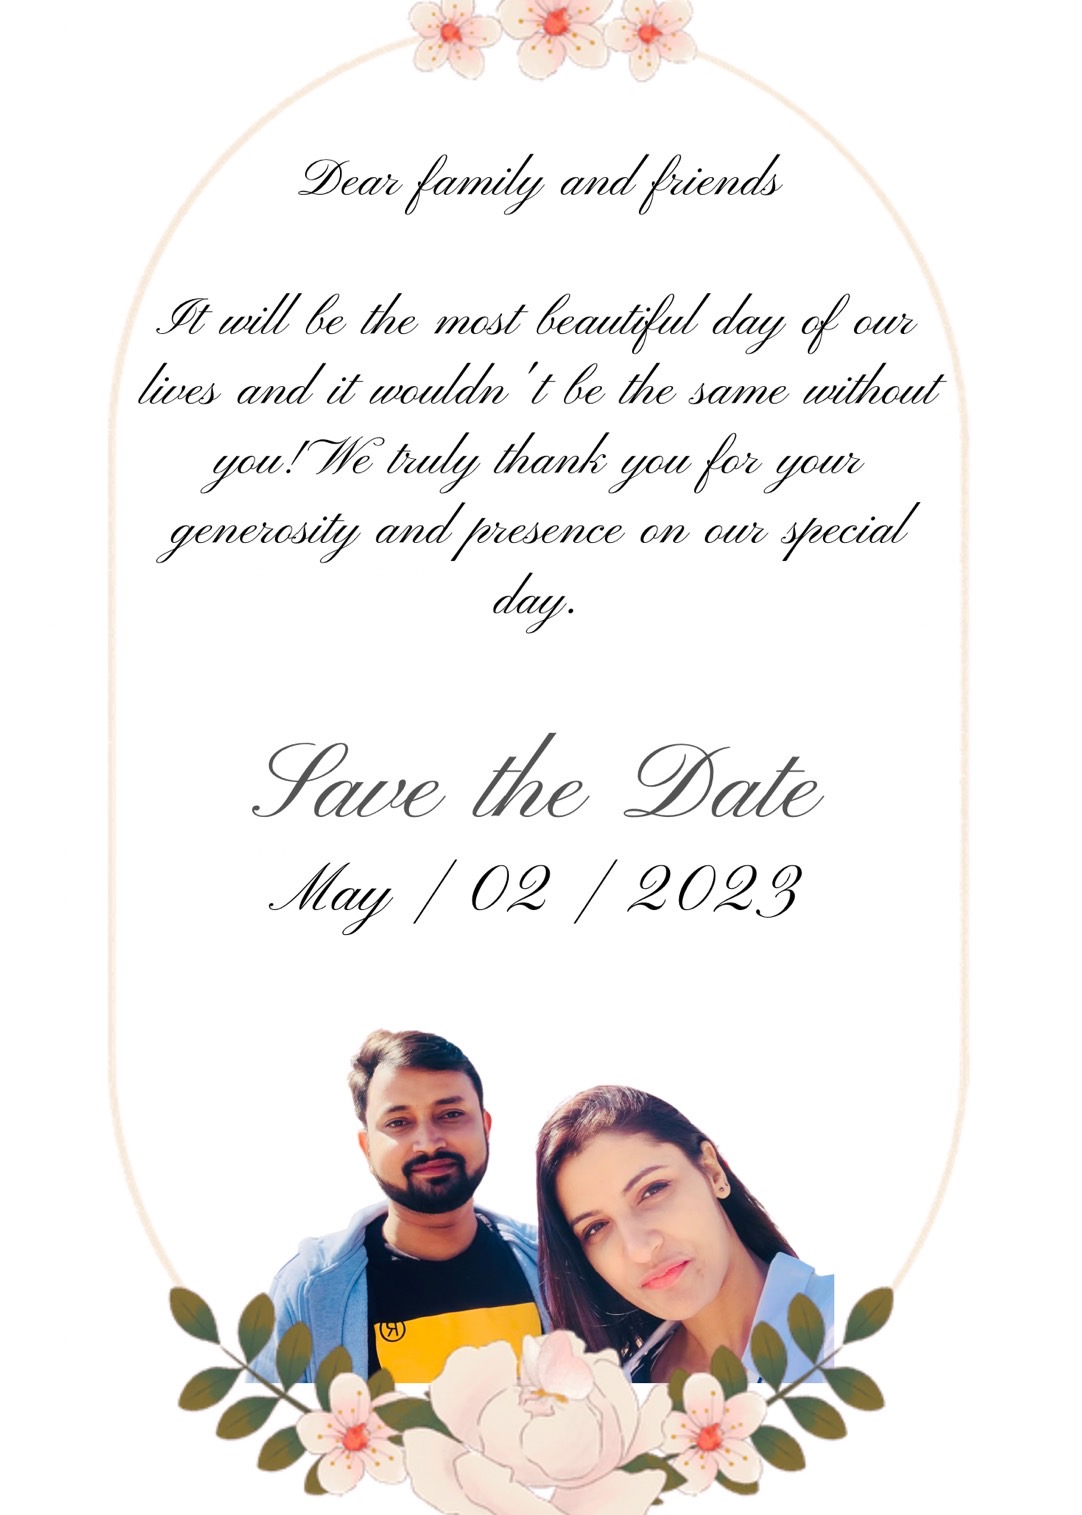 Dear family and friends
It will be the most beautiful day of our
lives and it wouldn't be the same without
you! We truly thank you for your
generosity and presence on our special
day.
Save the Date
May / 02 / 2023
®